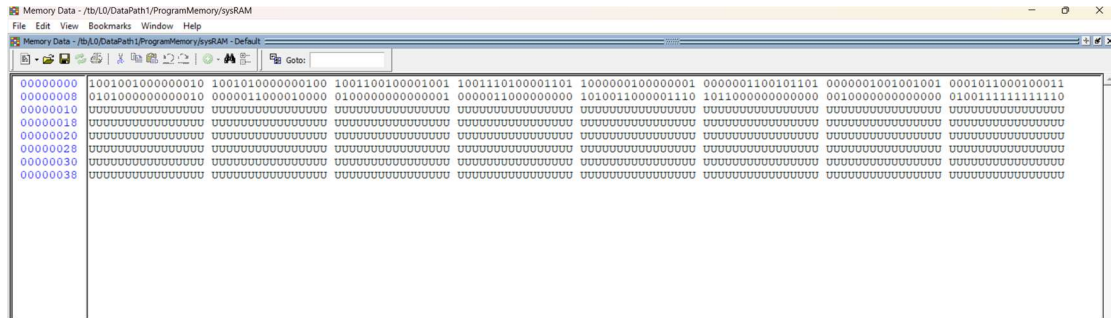 Memory Data - /tb/L0/DataPath1/ProgramMemory/sysRAM
File Edit View Bookmarks Window Help
Memory Data - /tb/L0/DataPath1/ProgramMemory/sysRAM - Default
Goto:
00000000 1001001000000010 1001010000000100 1001100100001001 1001110100001101 1000000100000001 0000001100101101 0000001001001001 0001011000100011
00000008 0101000000000010 0000011000010000 0100000000000001 0000011000000000 1010011000001110 1011000000000000 0010000000000000 0100111111111110
00000010 UUUUUUUUUUUUUUUU UUUUUUUUUUUUUUUU UUUUUUUUUUUUUUUU UUUUUUUUUUUUUUUU UUUUUUUUUUUUUUUU UUUUUUUUUUUUUUUU UUUUUUUUUUUUUUUU UUUUUUUUUUUUUUUU
00000018 UUUUUUUUUUUUUUUU UUUUUUUUUUUUUUUU UUUUUUUUUUUUUUUU UUUUUUUUUUUUUUUU UUUUUUUUUUUUUUUU UUUUUUUUUUUUUUUU UUUUUUUUUUUUUUUU UUUUUUUUUUUUUUUU
00000020 UUUUUUUUUUUUUUUU UUUUUUUUUUUUUUUU UUUUUUUUUUUUUUUU UUUUUUUUUUUUUUUU UUUUUUUUUUUUUUUU UUUUUUUUUUUUUUUU UUUUUUUUUUUUUUUU UUUUUUUUUUUUUUUU
00000028 UUUUUUUUUUUUUUUU UUUUUUUUUUUUUUUU UUUUUUUUUUUUUUUU UUUUUUUUUUUUUUUU UUUUUUUUUUUUUUUU UUUUUUUUUUUUUUUU UUUUUUUUUUUUUUUU UUUUUUUUUUUUUUUU
00000030 UUUUUUUUUUUUUUUU UUUUUUUUUUUUUUUU UUUUUUUUUUUUUUUU UUUUUUUUUUUUUUUU UUUUUUUUUUUUUUUU UUUUUUUUUUUUUUUU UUUUUUUUUUUUUUUU UUUUUUUUUUUUUUUU
00000038 UUUUUUUUUUUUUUUU UUUUUUUUUUUUUUUU UUUUUUUUUUUUUUUU UUUUUUUUUUUUUUUU UUUUUUUUUUUUUUUU UUUUUUUUUUUUUUUU UUUUUUUUUUUUUUUU UUUUUUUUUUUUUUUU